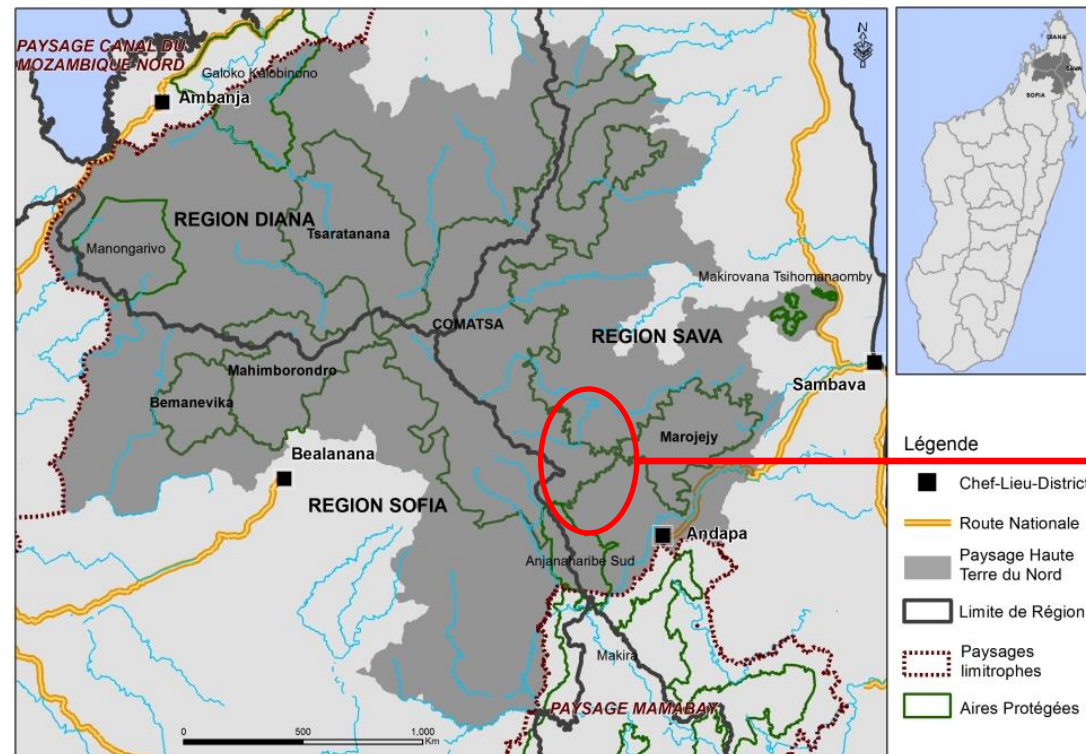 PAYSAGE CANAL DU
MOZAMBIQUE NORD
Galoko Kalobinono
Ambanja
REGION DIANA
Tsaratanana
Manongarivo
Makirovana Tsihomanaomby
COMATSA
REGION SAVA
Mahimborondro
Sambava
Bemanevika
Marojejy
Bealanana
REGION SOFIA
Andapa
Anjanaharibe Sud
Makira
PAYSAGE MAMABAY
0 500 1,000
Km
DIANA
SAVA
SOFIA
Légende
Chef-Lieu-District
Route Nationale
Paysage Haute
Terre du Nord
Limite de Région
Paysages
limitrophes
Aires Protégées